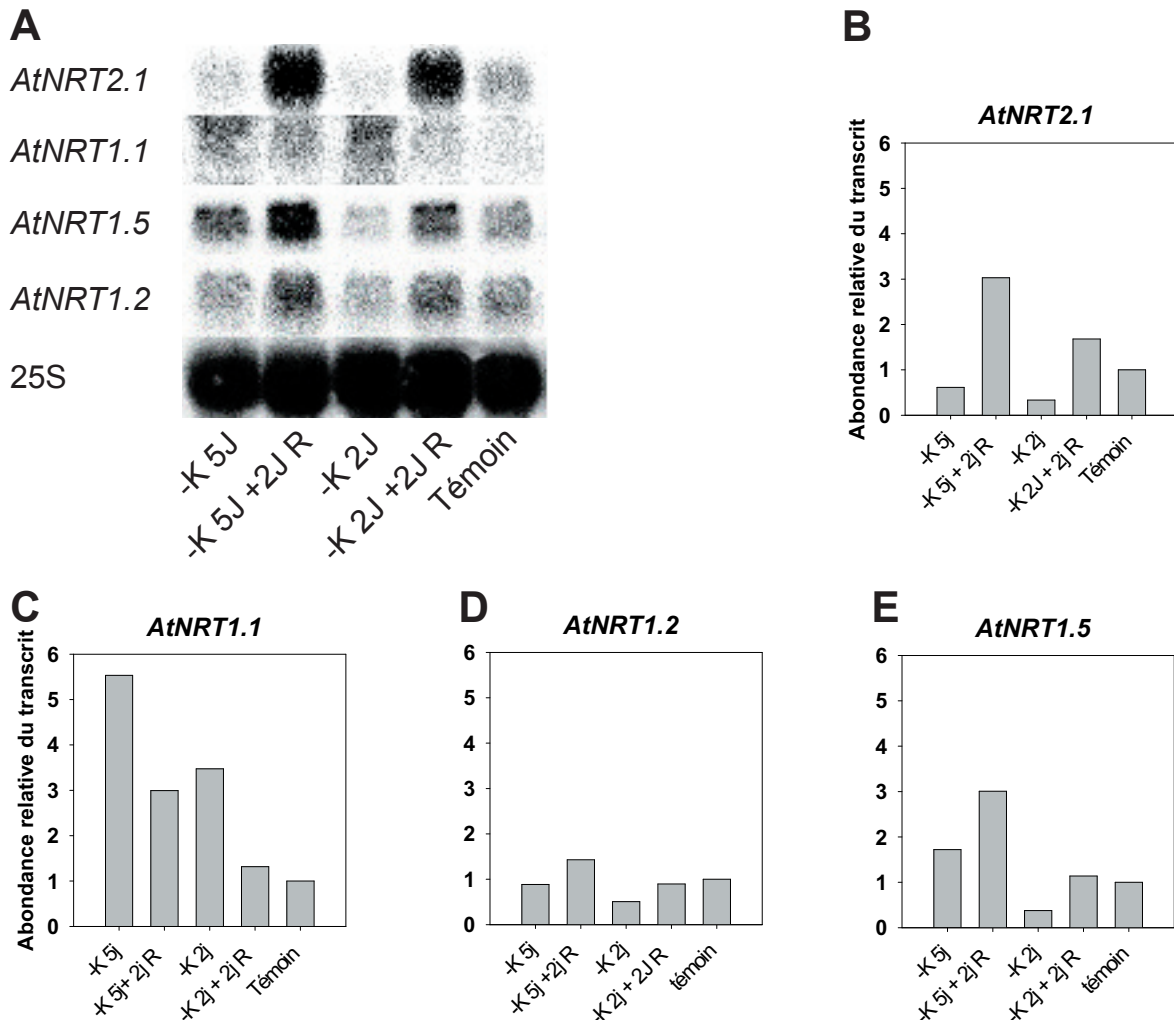 A
AtNRT2.1
AtNRT1.1
AtNRT1.5
AtNRT1.2
25S
-K 5J
-K 5J +2J R
-K 2J
-K 2J +2J R
Témoin
B
AtNRT2.1
Abondance relative du transcrit
6
5
4
3
2
1
0
-K 5j
-K 5j + 2j R
-K 2j
-K 2J + 2j R
Témoin
C
AtNRT1.1
Abondance relative du transcrit
6
5
4
3
2
1
0
-K 5j
-K 5j+ 2j R
-K 2j
-K 2j + 2j R
Témoin
D
AtNRT1.2
6
5
4
3
2
1
0
-K 5j
-K 5j +2j R
-K 2j
-K 2j + 2J R
témoin
E
AtNRT1.5
6
5
4
3
2
1
0
-K 5j
-K 5j + 2j R
-K 2j
-K 2j + 2j R
témoin